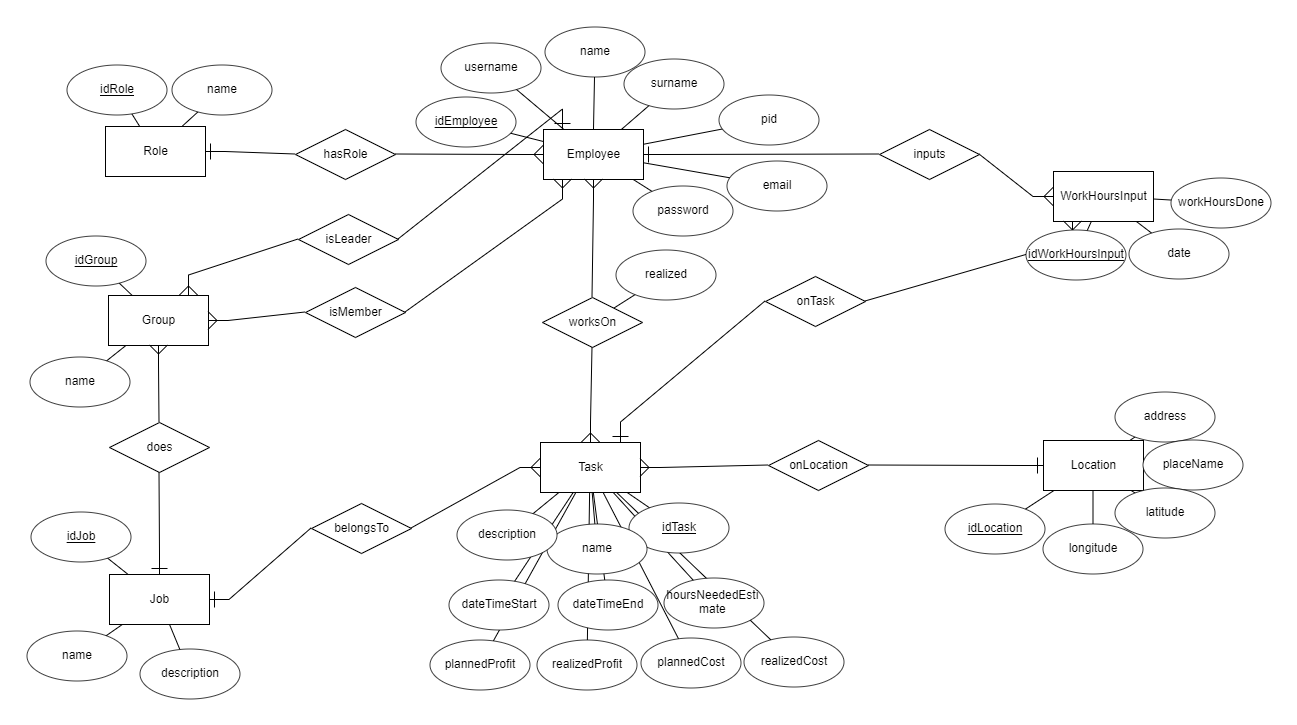 name
username
surname
idRole
name
idEmployee
pid
Role
hasRole
Employee
inputs
email
WorkHoursInput
workHoursDone
password
isLeader
idWorkHoursInput
date
idGroup
realized
onTask
Group
isMember
worksOn
name
address
does
Task
onLocation
Location
placeName
latitude
belongsTo
description
idTask
idLocation
idJob
name
longitude
Job
dateTimeStart
dateTimeEnd
hoursNeededEsti
mate
name
description
plannedProfit
realizedProfit
plannedCost
realizedCost